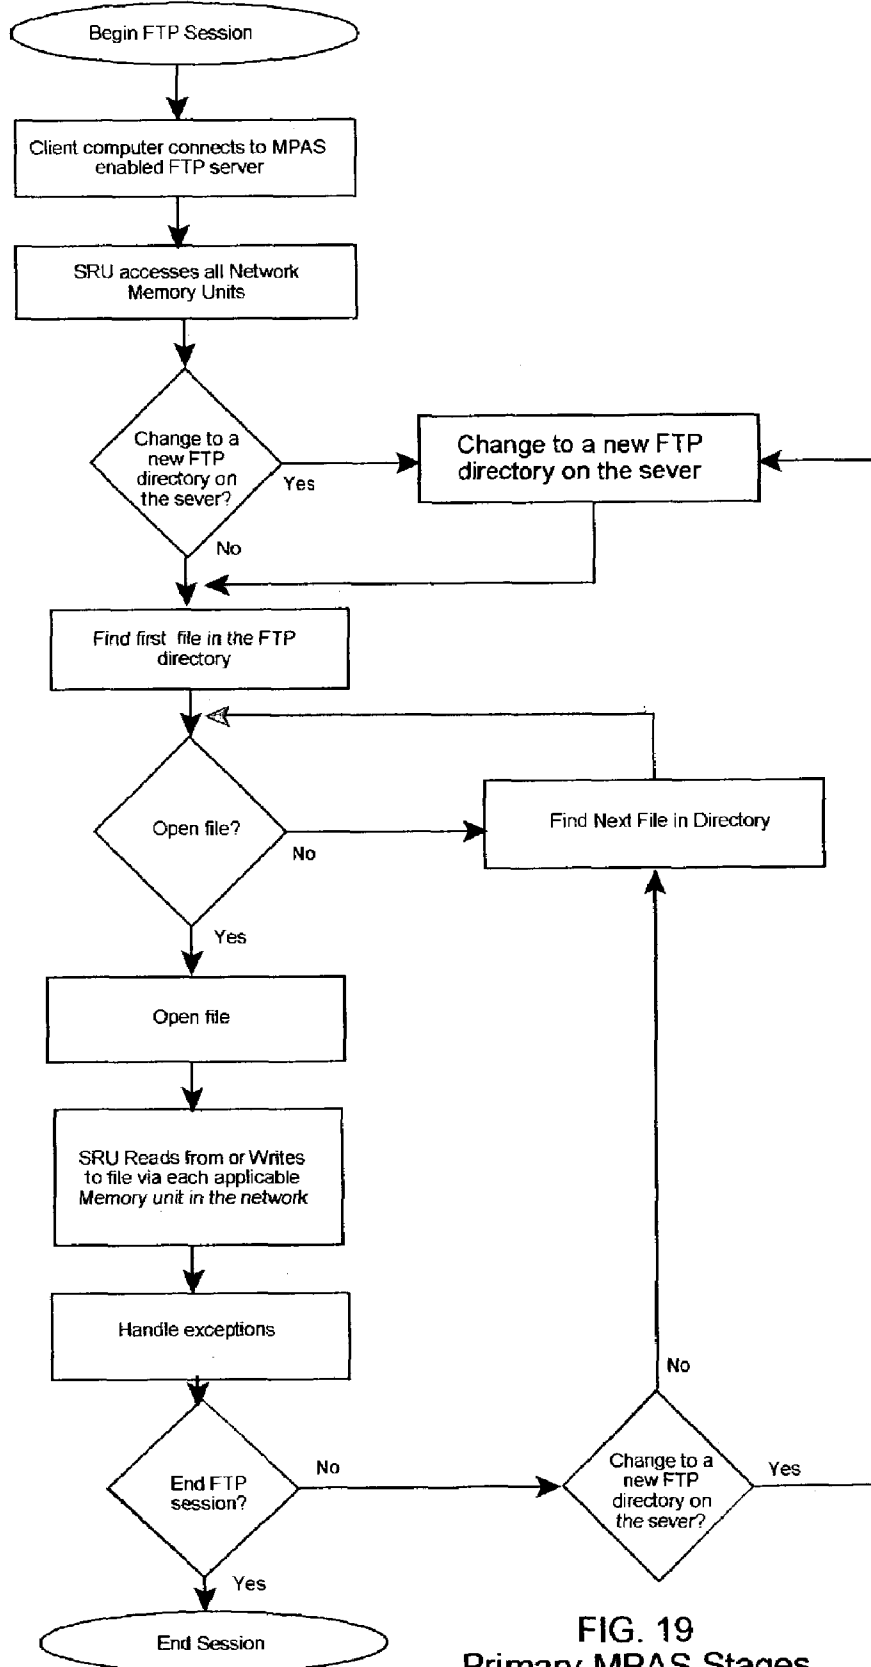 Begin FTP Session
Client computer connects to MPAS
enabled FTP server
SRU accesses all Network
Memory Units
Change to a
new FTP
directory on
the sever?
Yes
No
Change to a new FTP
directory on the sever
Find first file in the FTP
directory
Open file?
No
Yes
Find Next File in Directory
Open file
SRU Reads from or Writes
to file via each applicable
Memory unit in the network
Handle exceptions
End FTP
session?
No
Yes
Change to a
new FTP
directory on
the sever?
No
Yes
End Session
FIG. 19
Primary MPAS Stages